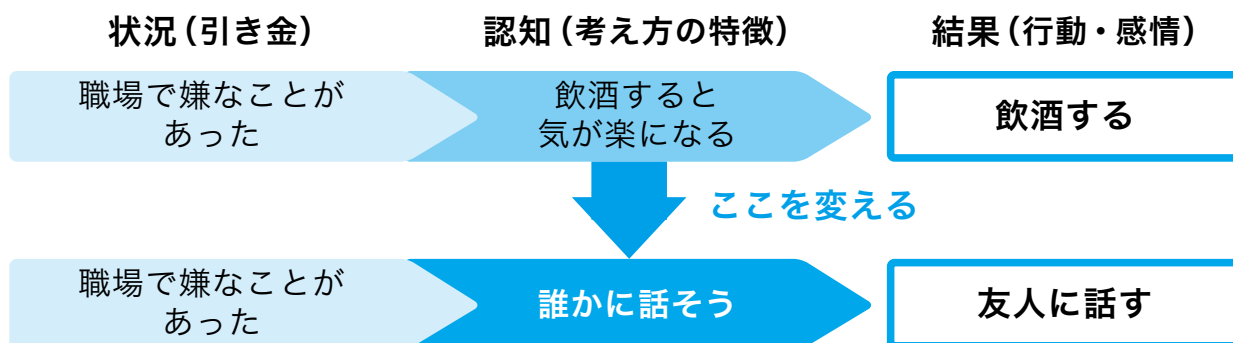 状況（引き金）
認知（考え方の特徴）
結果（行動・感情）
職場で嫌なことが
あった
飲酒すると
気が楽になる
飲酒する
ここを変える
職場で嫌なことが
あった
誰かに話そう
友人に話す